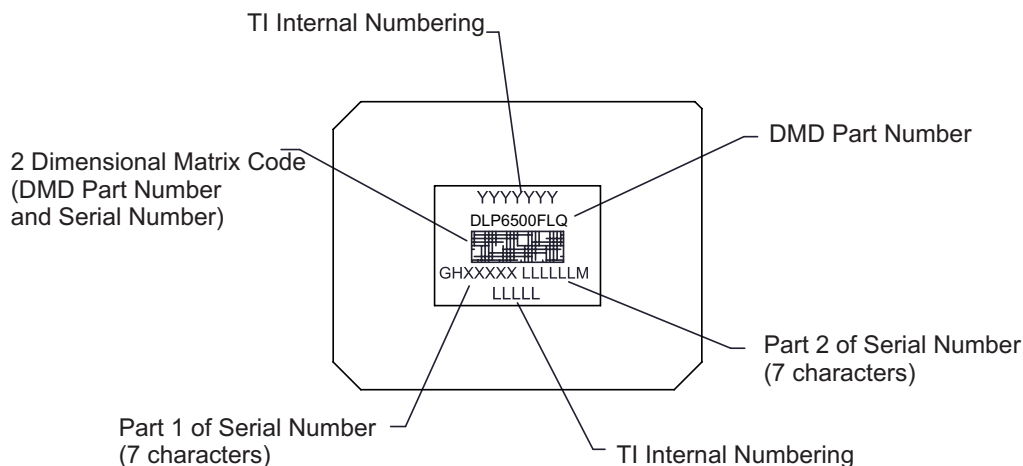 TI Internal Numbering
DMD Part Number
2 Dimensional Matrix Code
(DMD Part Number
and Serial Number)
YYYYYYY
DLP6500FLQ
GHXXXXX LLLLLLM
LLLLL
Part 2 of Serial Number
(7 characters)
Part 1 of Serial Number
(7 characters)
TI Internal Numbering